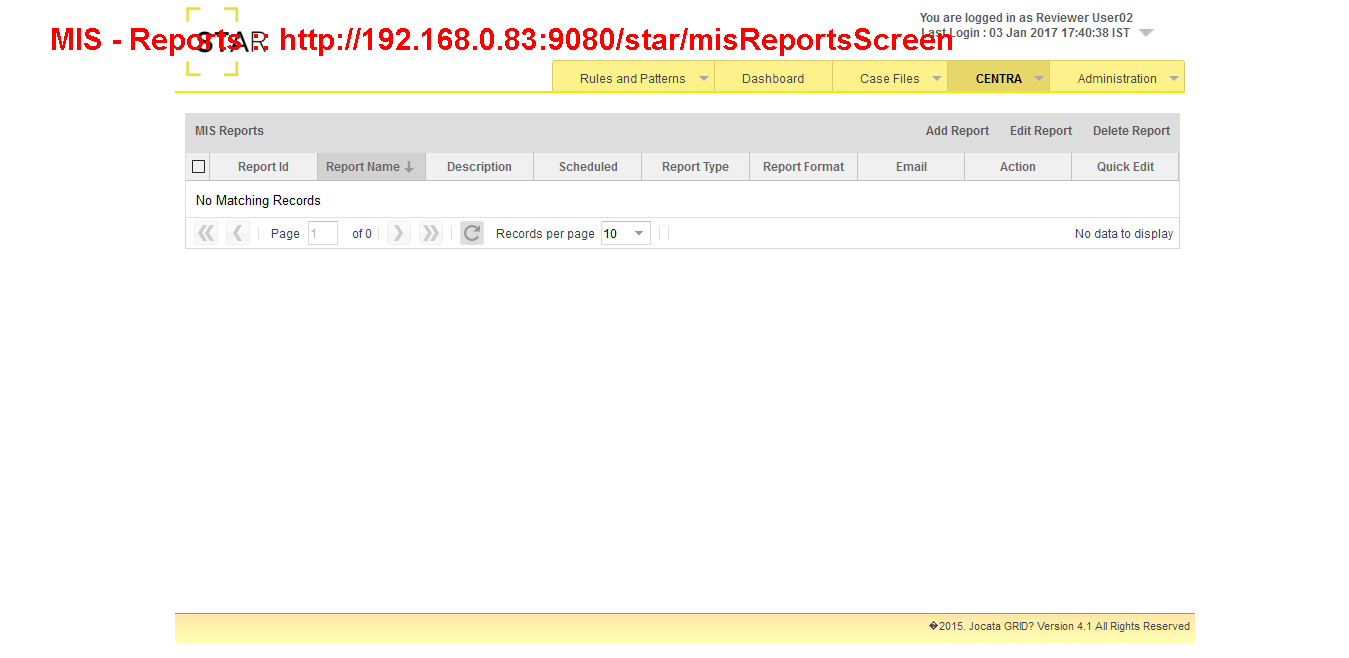 You are logged in as Reviewer User02
MIS - Reports :: http://192.168.0.83:9080/star/misReportsScreen
STAR
Last Login : 03 Jan 2017 17:40:38 IST
Rules and Patterns Dashboard Case Files CENTRA Administration
MIS Reports Add Report Edit Report Delete Report
Report Id Report Name Description Scheduled Report Type Report Format Email Action Quick Edit
No Matching Records
Page 1 of 0 Records per page 10 No data to display
�2015. Jocata GRID? Version 4.1 All Rights Reserved